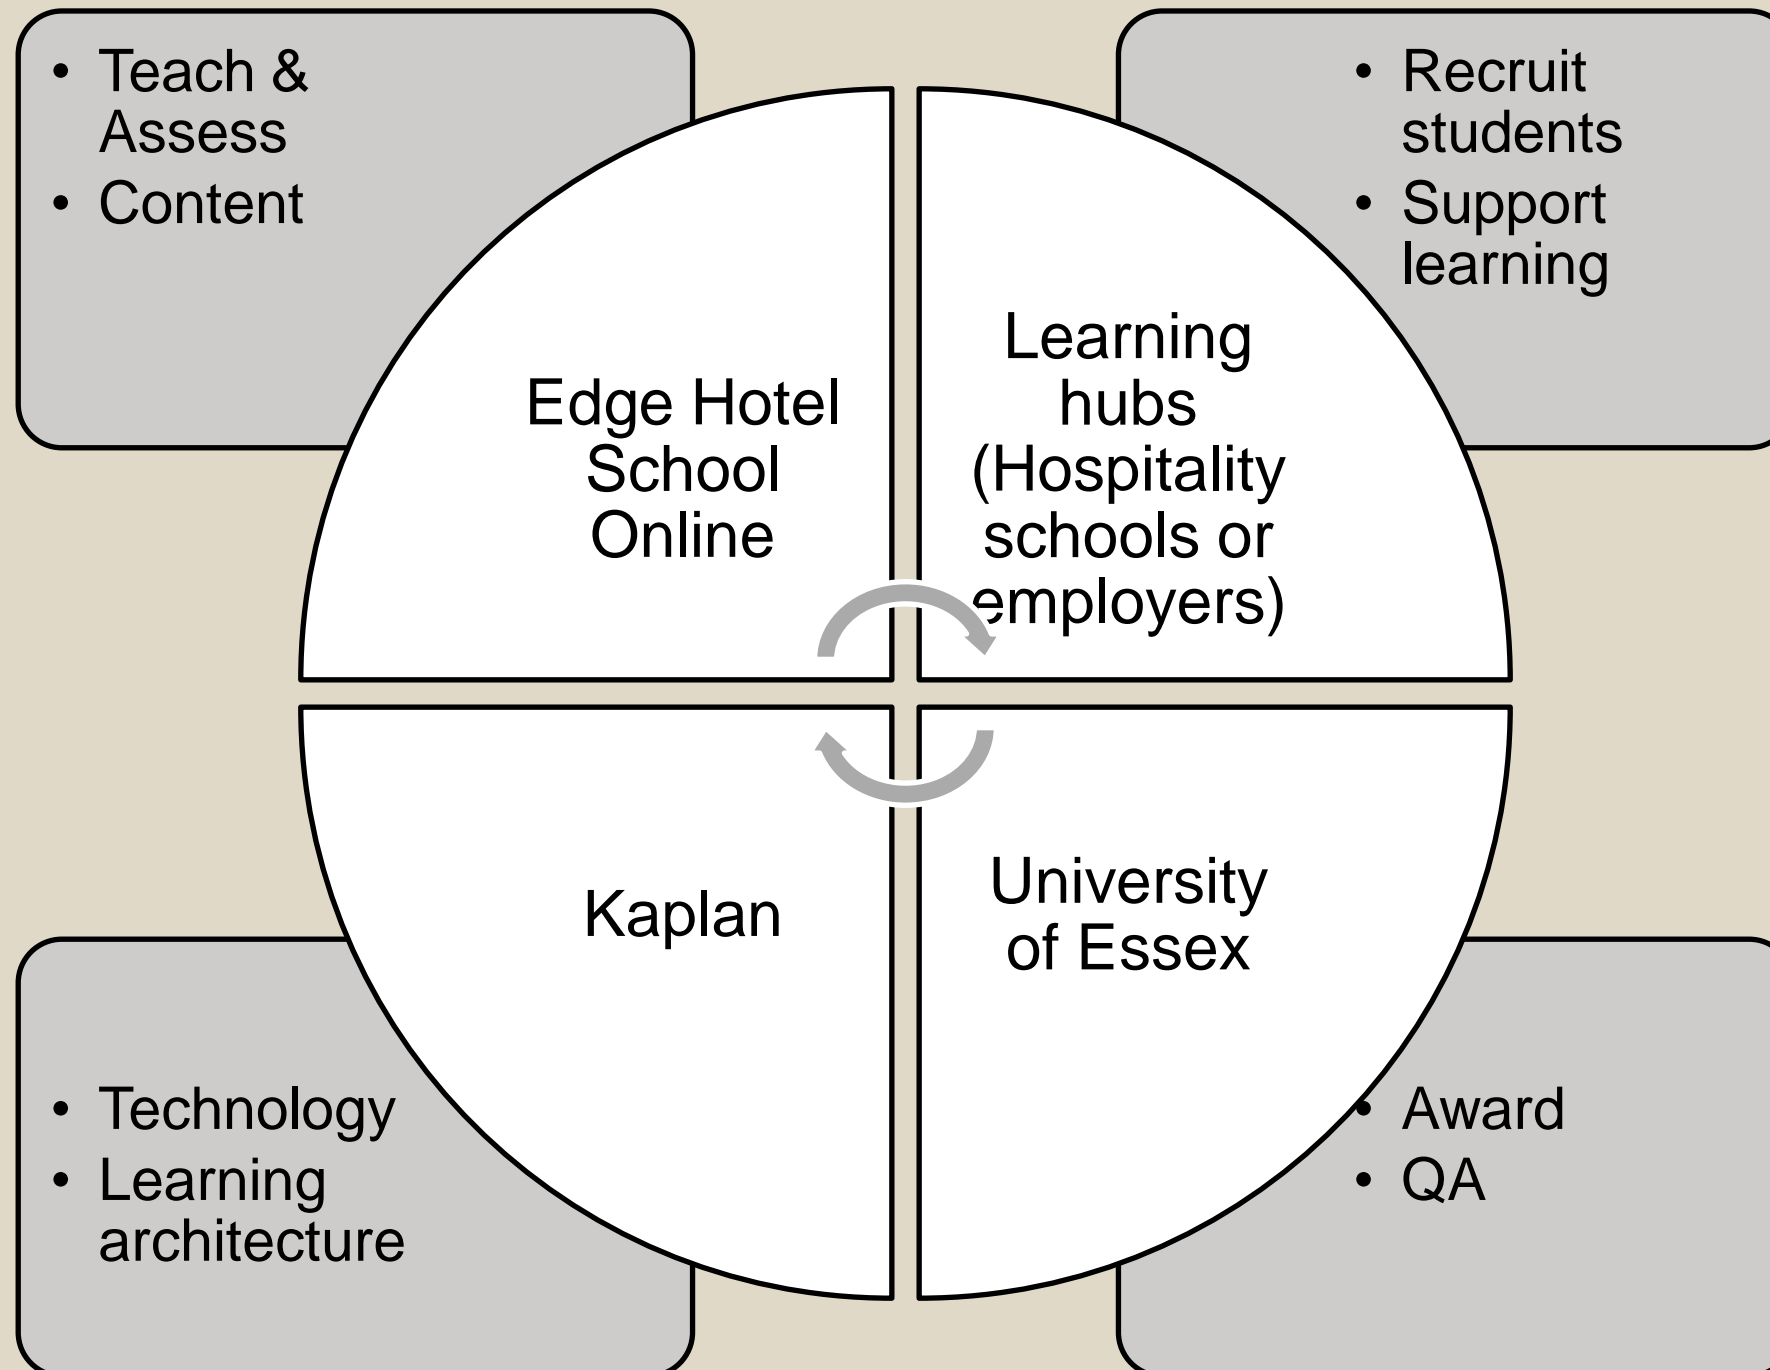 • Teach &
Assess
• Content
• Recruit
students
• Support
learning
Edge Hotel
School
Online
Learning
hubs
(Hospitality
schools or
employers)
Kaplan
University
of Essex
• Technology
• Learning
architecture
• Award
• QA